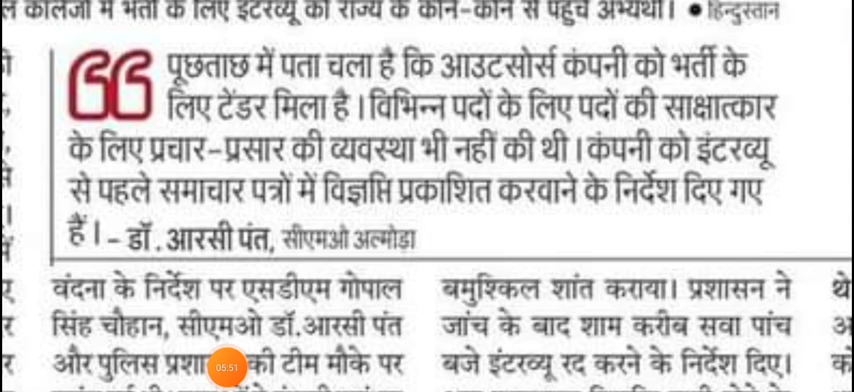 कॉलेजों में भर्ती के लिए इंटरव्यू को राज्य के कोने-कोने से पहुंचे अभ्यर्थी। ● हिन्दुस्तान
पूछताछ में पता चला है कि आउटसोर्स कंपनी को भर्ती के
लिए टेंडर मिला है। विभिन्न पदों के लिए पदों की साक्षात्कार
के लिए प्रचार-प्रसार की व्यवस्था भी नहीं की थी। कंपनी को इंटरव्यू
से पहले समाचार पत्रों में विज्ञप्ति प्रकाशित करवाने के निर्देश दिए गए
हैं। - डॉ. आरसी पंत, सीएमओ अल्मोड़ा
वंदना के निर्देश पर एसडीएम गोपाल
सिंह चौहान, सीएमओ डॉ.आरसी पंत
और पुलिस की टीम मौके पर
बमुश्किल शांत कराया। प्रशासन ने
जांच के बाद शाम करीब सवा पांच
बजे इंटरव्यू रद करने के निर्देश दिए।
थे
05:51